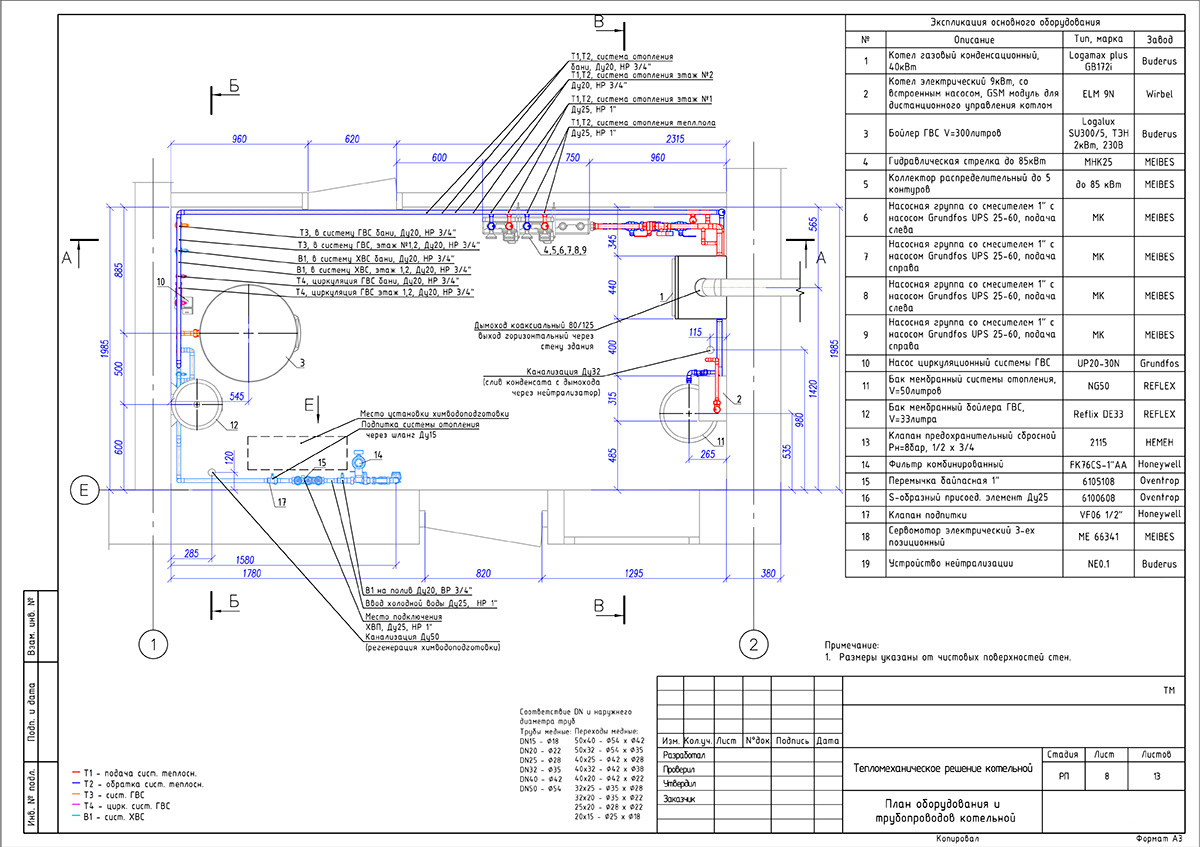 В
Б
Т1,Т2, система отопления
бани, Ду20, НР 3/4"
Т1,Т2, система отопления этаж №2
Ду20, НР 3/4"
Т1,Т2, система отопления этаж №1
Ду25, НР 1"
Т1,Т2, система отопления тепл.пола
Ду25, НР 1"
960
620
2315
600
750
960
Т3, в систему ГВС бани, Ду20, НР 3/4"
Т3, в систему ГВС, этаж №1,2, Ду20, НР 3/4"
В1, в систему ХВС бани, Ду20, НР 3/4"
В1, в систему ХВС, этаж 1,2, Ду20, НР 3/4"
Т4, циркуляция ГВС бани, Ду20, НР 3/4"
Т4, циркуляция ГВС этаж 1,2, Ду20, НР 3/4"
4,5,6,7,8,9
345
565
А
А
885
10
440
1
Дымоход коаксиальный 80/125
выход горизонтальный через
стену здания
115
400
1985
1985
3
500
Канализация Ду32
(слив конденсата с дымохода
через нейтрализатор)
545
315
1420
980
2
Е
12
Место установки химводоподготовки
Подпитка системы отопления
через шланг Ду15
11
265
535
600
120
15
14
485
17
Е
285
1580
1780
820
1295
380
Б
В
В1 на полив Ду20, ВР 3/4"
Ввод холодной воды Ду25, НР 1"
Место подключения
ХВП, Ду25, НР 1"
Канализация Ду50
(регенерация химводоподготовки)
1
2
Экспликация основного оборудования
№ Описание Тип, марка Завод
1 Котел газовый конденсационный, 40кВт Logamax plus GB172i Buderus
2 Котел электрический 9кВт, со встроенным насосом, GSM модуль для дистанционного управления котлом ELM 9N Wirbel
3 Бойлер ГВС V=300литров Logalux SU300/5, ТЭН 2кВт, 230В Buderus
4 Гидравлическая стрелка до 85кВт МНК25 MEIBES
5 Коллектор распределительный до 5 контуров до 85 кВт MEIBES
6 Насосная группа со смесителем 1" с насосом Grundfos UPS 25-60, подача слева МК MEIBES
7 Насосная группа со смесителем 1" с насосом Grundfos UPS 25-60, подача справа МК MEIBES
8 Насосная группа со смесителем 1" с насосом Grundfos UPS 25-60, подача слева МК MEIBES
9 Насосная группа со смесителем 1" с насосом Grundfos UPS 25-60, подача справа МК MEIBES
10 Насос циркуляционный системы ГВС UP20-30N Grundfos
11 Бак мембранный системы отопления, V=50литров NG50 REFLEX
12 Бак мембранный бойлера ГВС, V=33литра Reflix DE33 REFLEX
13 Клапан предохранительный сбросной Рн=8бар, 1/2 x 3/4 2115 НЕМЕН
14 Фильтр комбинированный FK76CS-1"AA Honeywell
15 Перемычка байпасная 1" 6105108 Oventrop
16 S-образный присоед. элемент Ду25 6100608 Oventrop
17 Клапан подпитки VF06 1/2" Honeywell
18 Сервомотор электрический 3-ех позиционный ME 66341 MEIBES
19 Устройство нейтрализации NE0.1 Buderus
Примечание:
1. Размеры указаны от чистовых поверхностей стен.
Соответствие DN и наружнего
диаметра труб
Трубы медные: Переходы медные:
DN15 - Ø18 50x40 - Ø54 x Ø42
DN20 - Ø22 50x32 - Ø54 x Ø35
DN25 - Ø28 40x25 - Ø42 x Ø28
DN32 - Ø35 40x32 - Ø42 x Ø38
DN40 - Ø42 40x20 - Ø42 x Ø22
DN50 - Ø54 32x25 - Ø35 x Ø28
32x20 - Ø35 x Ø22
25x20 - Ø28 x Ø22
20x15 - Ø25 x Ø18
Т1 - подача сист. теплосн.
Т2 - обратка сист. теплосн.
Т3 - сист. ГВС
Т4 - цирк. сист. ГВС
В1 - сист. ХВС
Взам. инв. №
Подп. и дата
Инв. № подл.
ТМ
Изм. Кол.уч. Лист №док Подпись Дата
Разработал
Проверил
Утвердил
Заказчик
Тепломеханическое решение котельной
Стадия Лист Листов
РП 8 13
План оборудования и
трубопроводов котельной
Копировал Формат А3